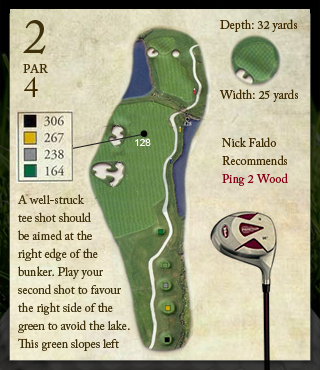 2
PAR
4
306
267
238
164
128
Depth: 32 yards
Width: 25 yards
Nick Faldo
Recommends
Ping 2 Wood
A well-struck
tee shot should
be aimed at the
right edge of the
bunker. Play your
second shot to favour
the right side of the
green to avoid the lake.
This green slopes left